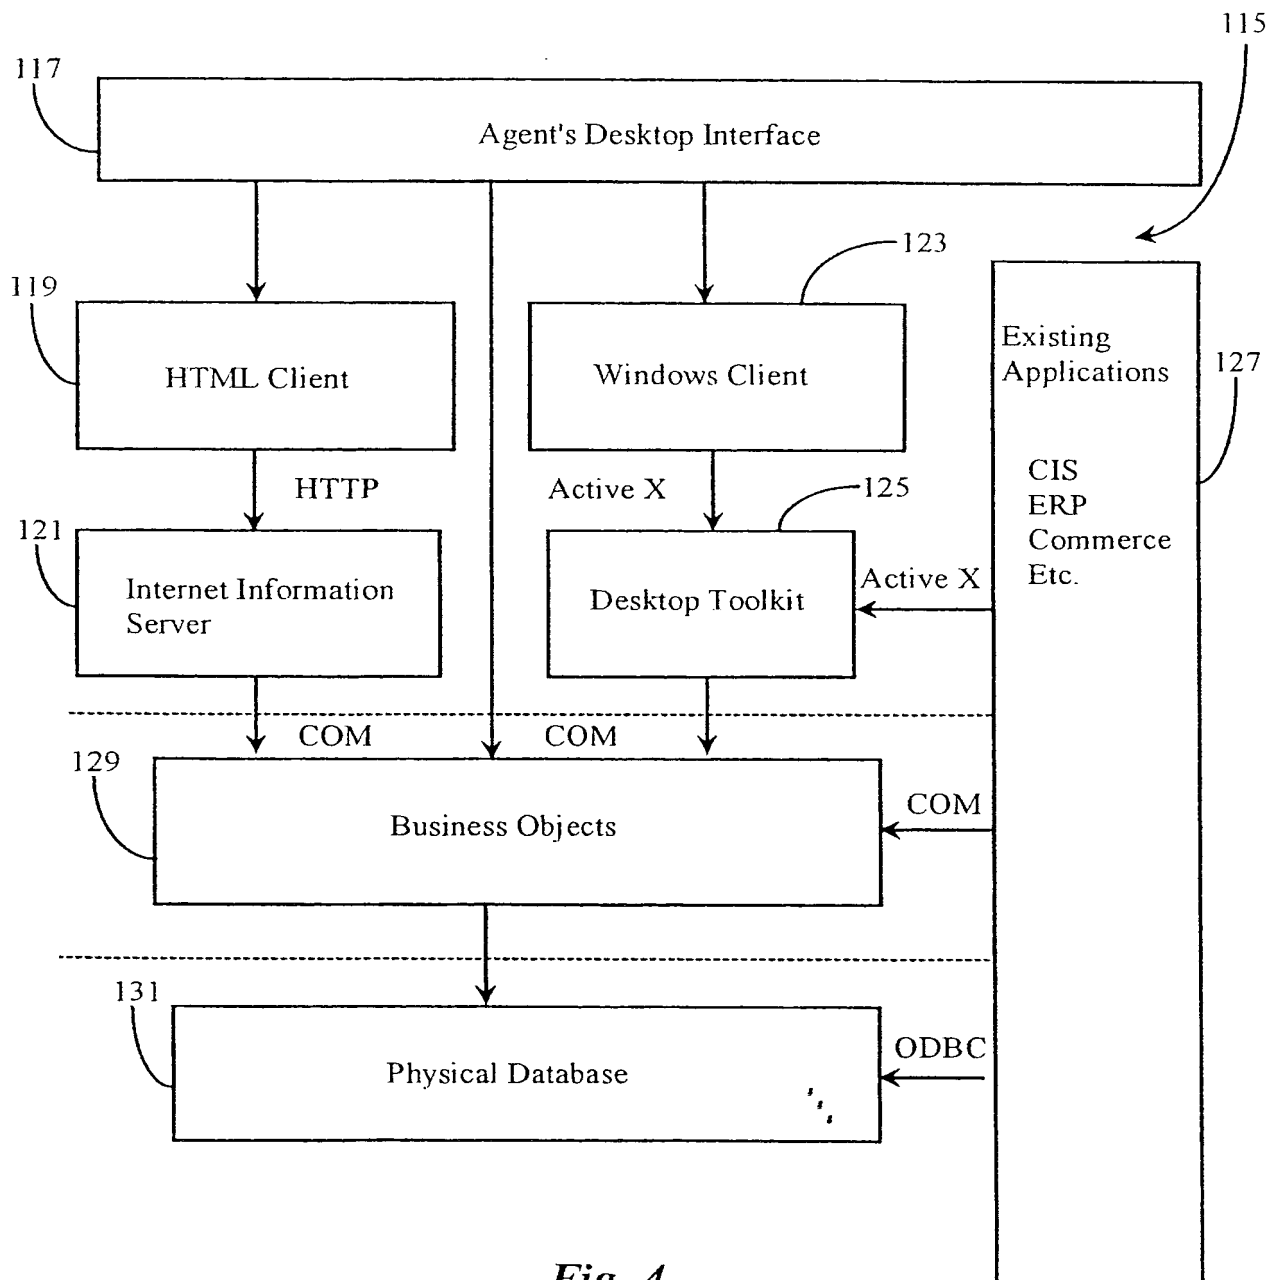 115
117
Agent's Desktop Interface
123
119
HTML Client
Windows Client
Existing
Applications
127
CIS
ERP
Commerce
Etc.
HTTP
Active X
125
121
Internet Information
Server
Desktop Toolkit
Active X
COM
COM
129
Business Objects
COM
131
Physical Database
ODBC
Fig. 4